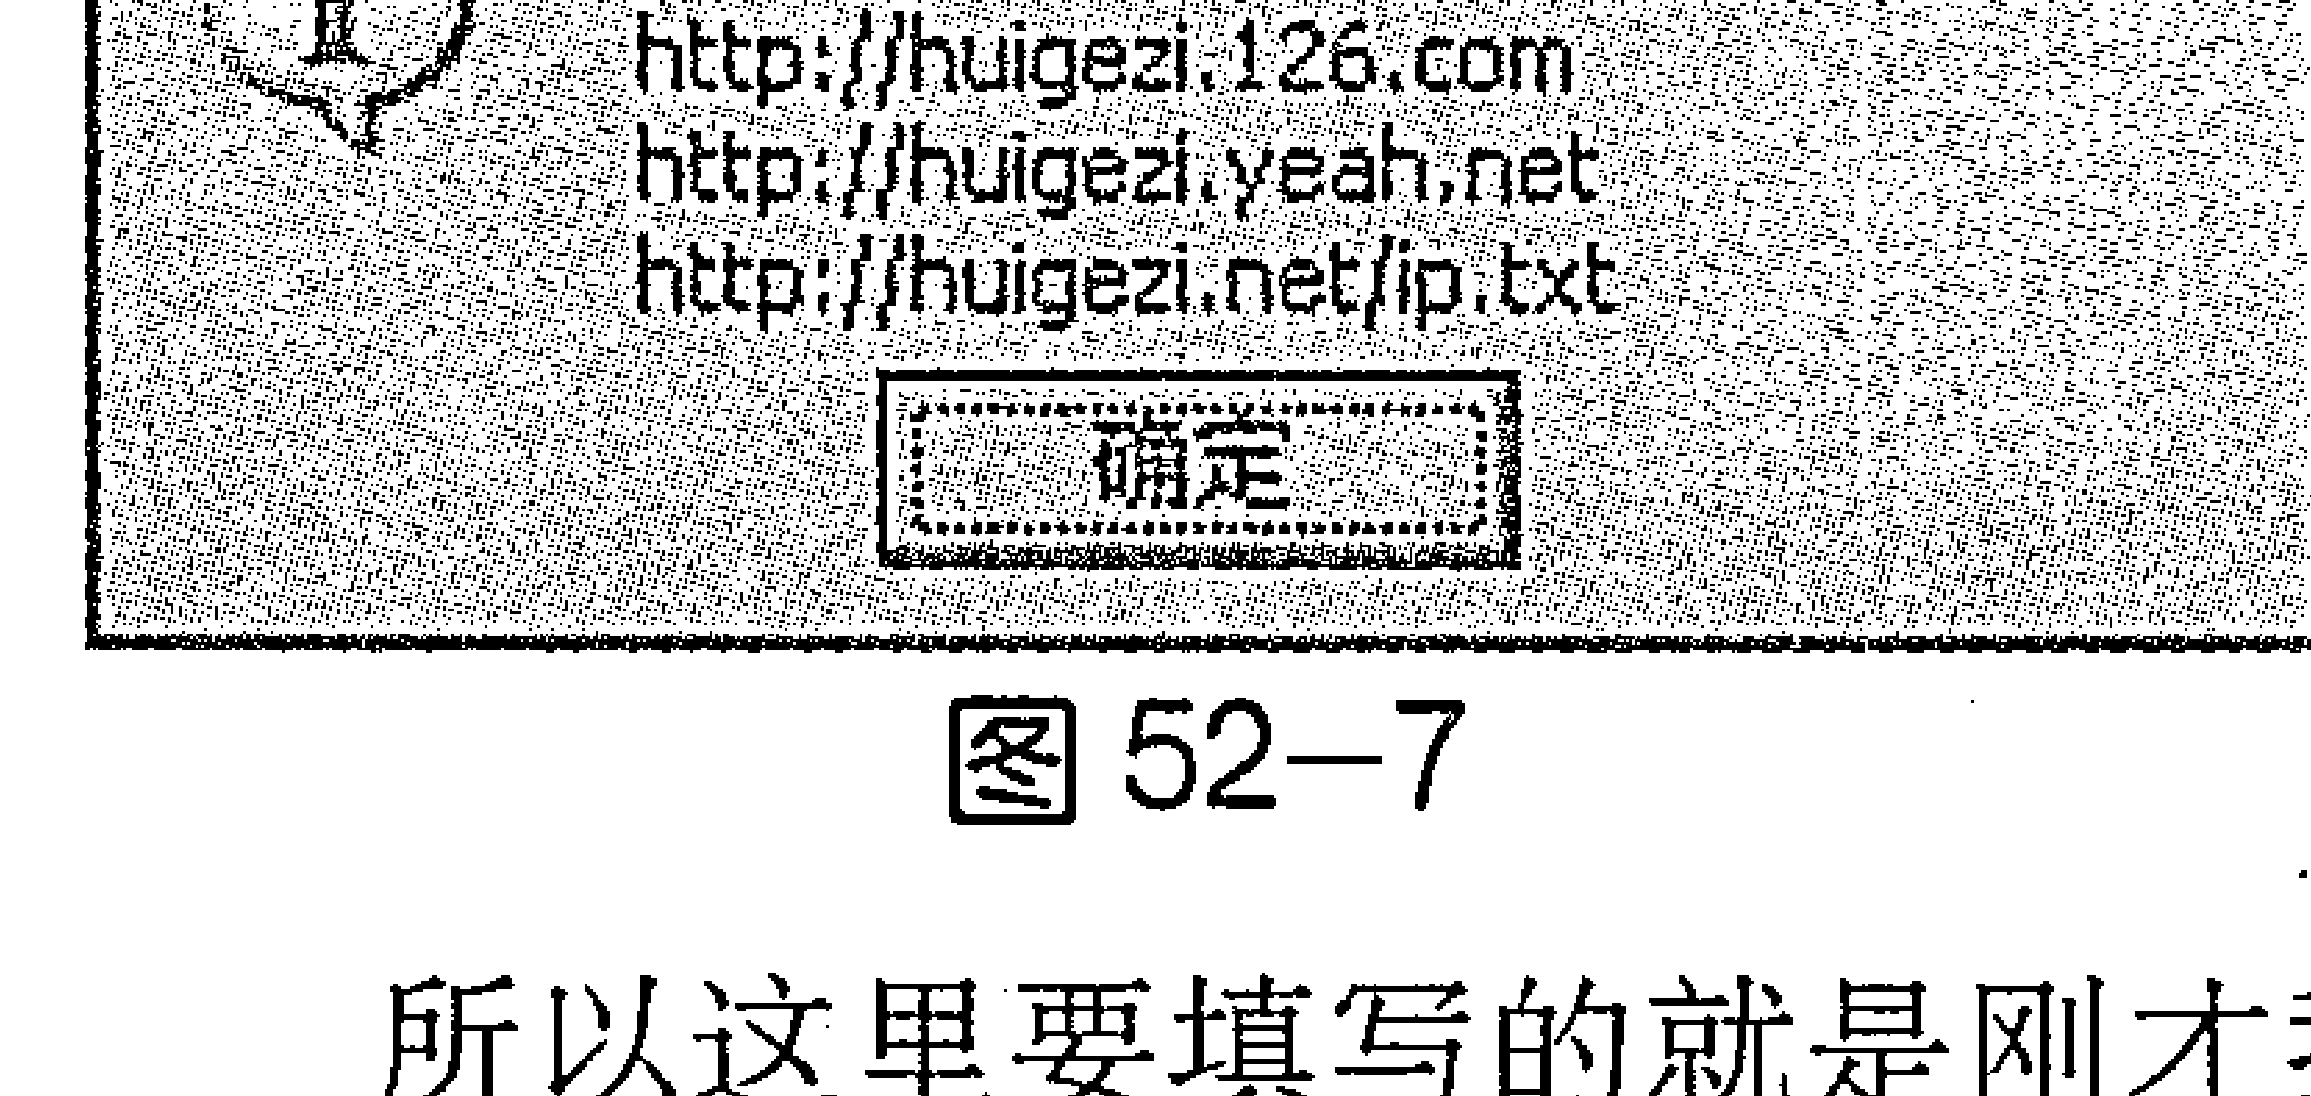 http://huigezi.126.com
http://huigezi.yeah.net
http://huigezi.net/ip.txt
确定
图 52-7
所以这里要填写的就是刚才